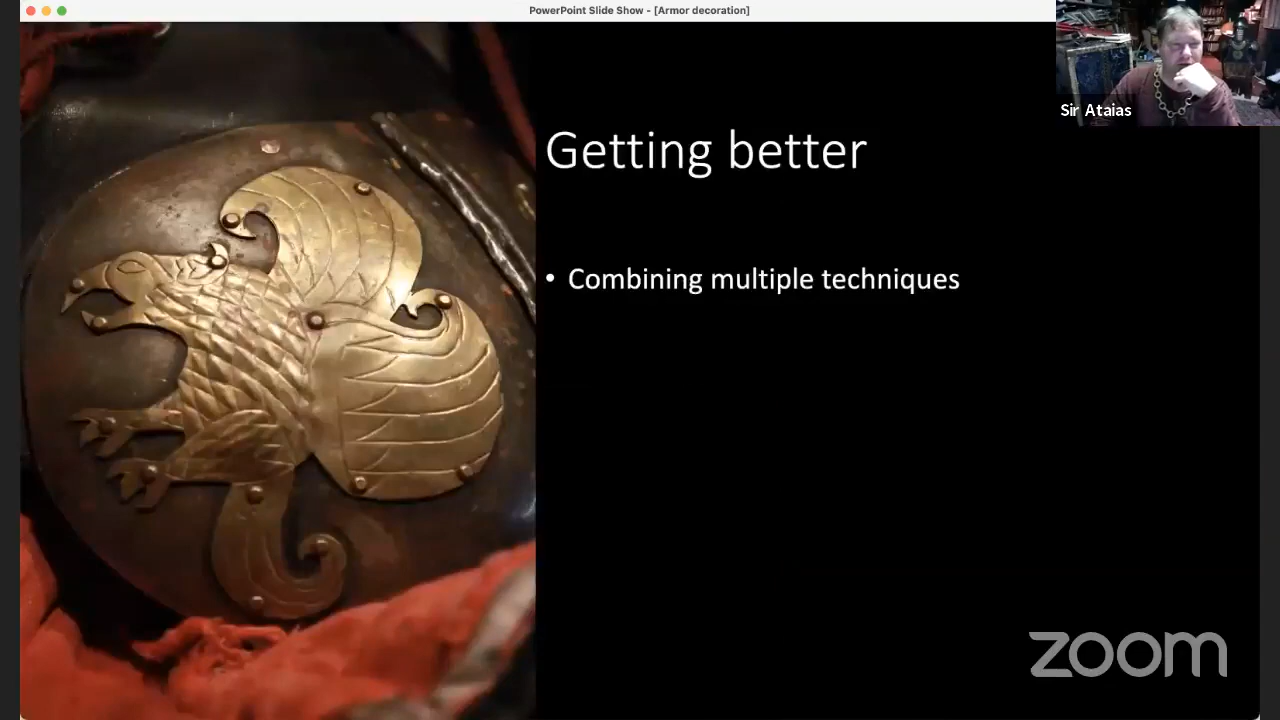 PowerPoint Slide Show - [Armor decoration]
Sir Ataias
Getting better
• Combining multiple techniques
zoom